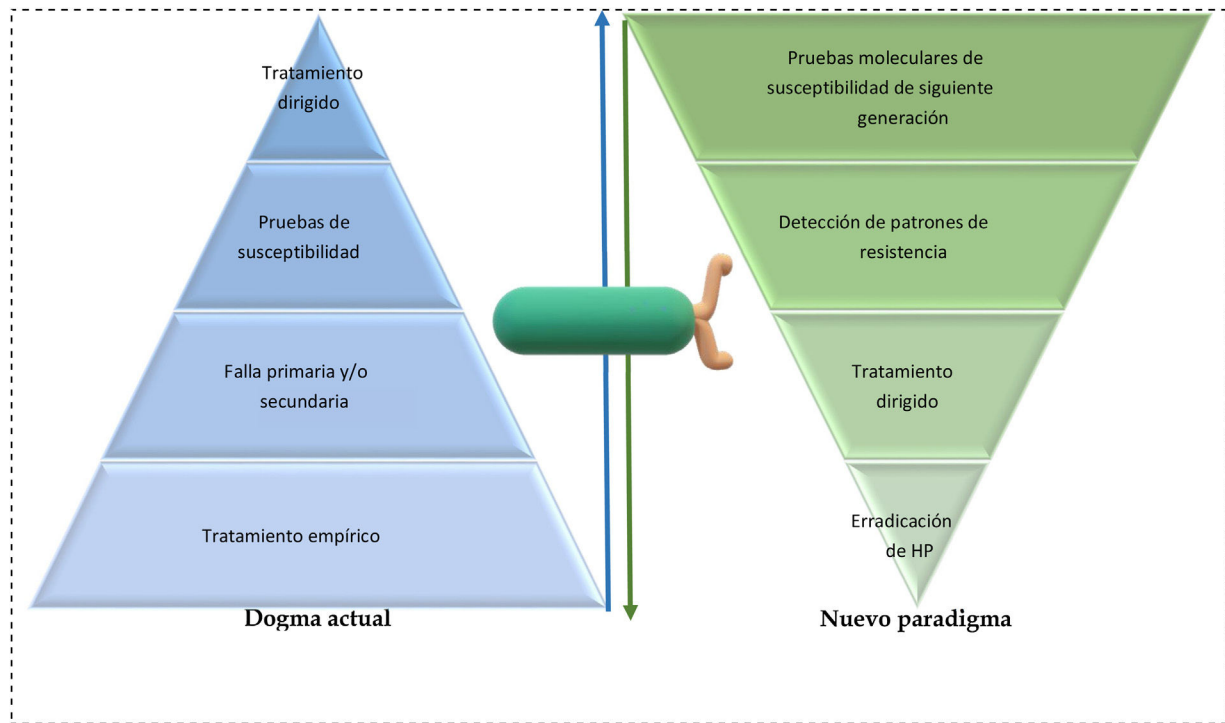 Tratamiento
dirigido
Pruebas de
susceptibilidad
Falla primaria y/o
secundaria
Tratamiento empírico
Dogma actual
Pruebas moleculares de
susceptibilidad de siguiente
generación
Detección de patrones de
resistencia
Tratamiento
dirigido
Erradicación
de HP
Nuevo paradigma